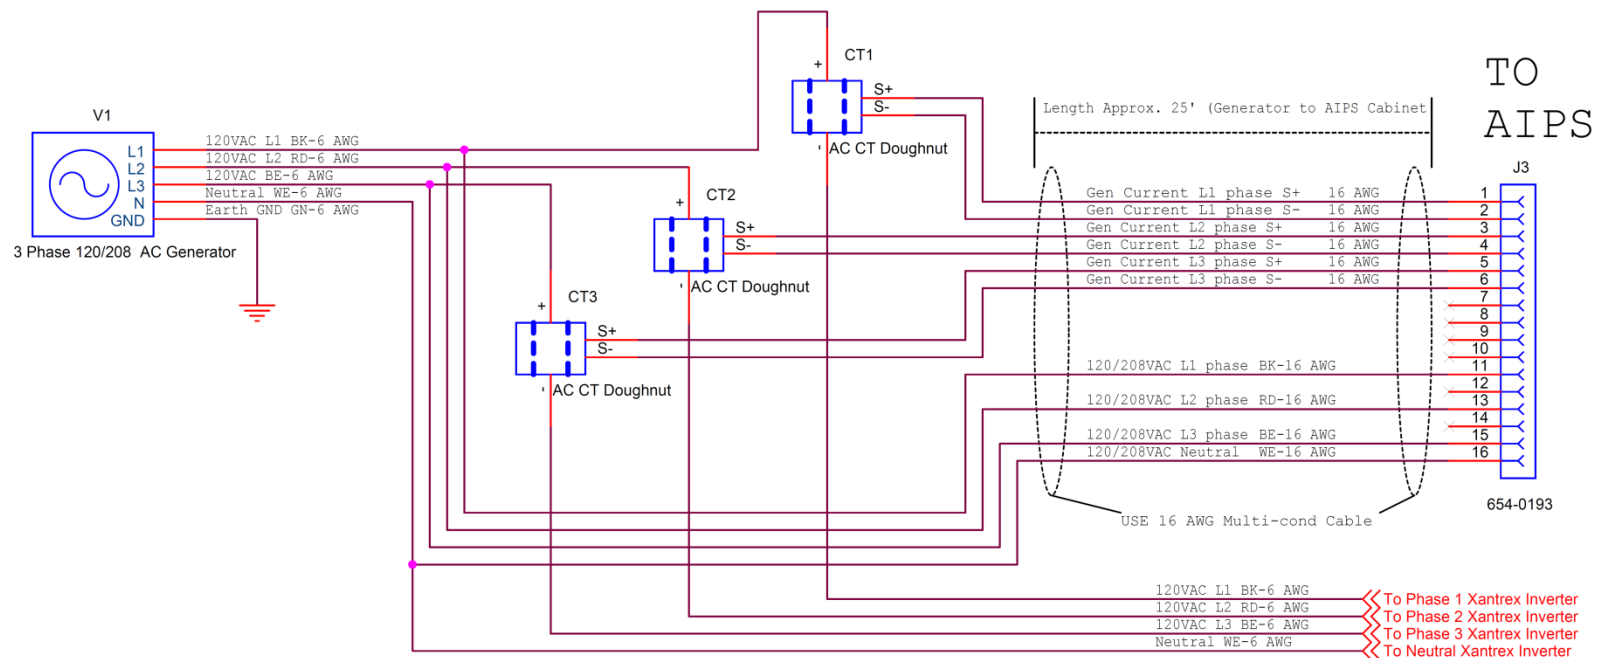 V1
L1
L2
L3
N
GND
3 Phase 120/208  AC Generator
120VAC L1 BK-6 AWG
120VAC L2 RD-6 AWG
120VAC BE-6 AWG
Neutral WE-6 AWG
Earth GND GN-6 AWG
+
CT1
S+
S-
- AC CT Doughnut
+
CT2
S+
S-
- AC CT Doughnut
+
CT3
S+
S-
- AC CT Doughnut
Length Approx. 25' (Generator to AIPS Cabinet
TO
AIPS
J3
Gen Current L1 phase S+ 16 AWG 1
Gen Current L1 phase S- 16 AWG 2
Gen Current L2 phase S+ 16 AWG 3
Gen Current L2 phase S- 16 AWG 4
Gen Current L3 phase S+ 16 AWG 5
Gen Current L3 phase S- 16 AWG 6
7
8
9
10
120/208VAC L1 phase BK-16 AWG 11
12
120/208VAC L2 phase RD-16 AWG 13
14
120/208VAC L3 phase BE-16 AWG 15
120/208VAC Neutral WE-16 AWG 16
654-0193
USE 16 AWG Multi-cond Cable
120VAC L1 BK-6 AWG To Phase 1 Xantrex Inverter
120VAC L2 RD-6 AWG To Phase 2 Xantrex Inverter
120VAC L3 BE-6 AWG To Phase 3 Xantrex Inverter
Neutral WE-6 AWG To Neutral Xantrex Inverter